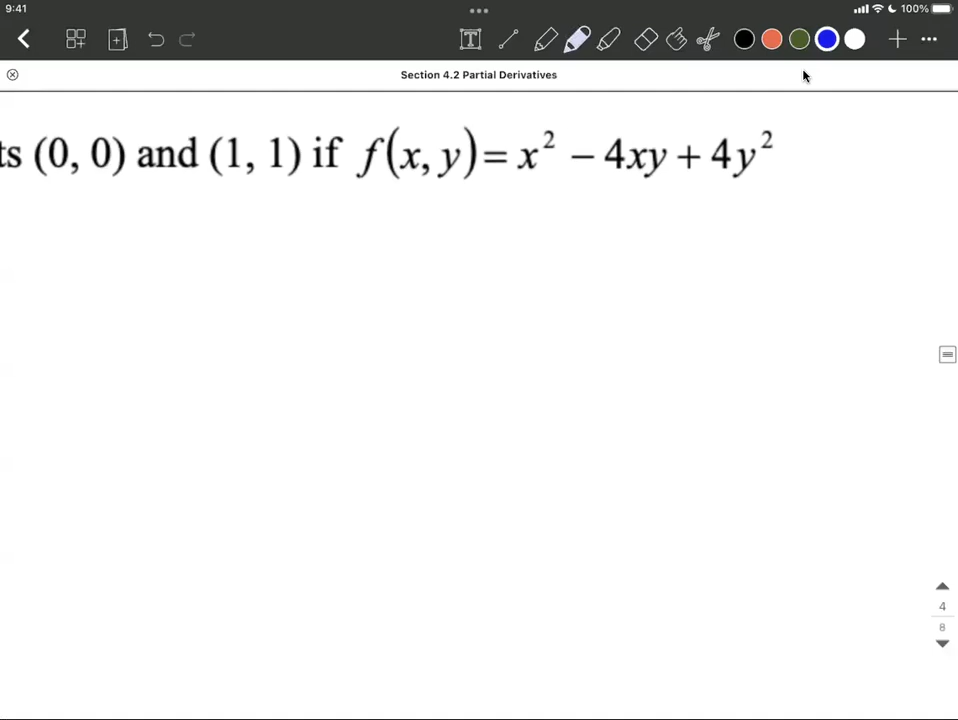 9:41
100%
Section 4.2 Partial Derivatives
ts (0, 0) and (1, 1) if f(x, y) = x² − 4xy + 4y²
4
8